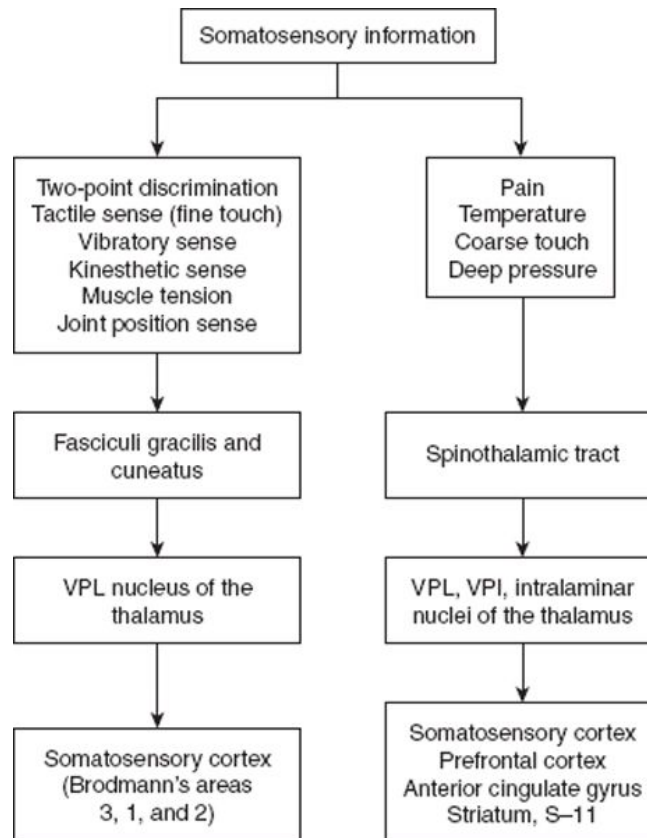 Somatosensory information
Two-point discrimination
Tactile sense (fine touch)
Vibratory sense
Kinesthetic sense
Muscle tension
Joint position sense
Pain
Temperature
Coarse touch
Deep pressure
Fasciculi gracilis and
cuneatus
Spinothalamic tract
VPL nucleus of the
thalamus
VPL, VPI, intralaminar
nuclei of the thalamus
Somatosensory cortex
(Brodmann's areas
3, 1, and 2)
Somatosensory cortex
Prefrontal cortex
Anterior cingulate gyrus
Striatum, S–11